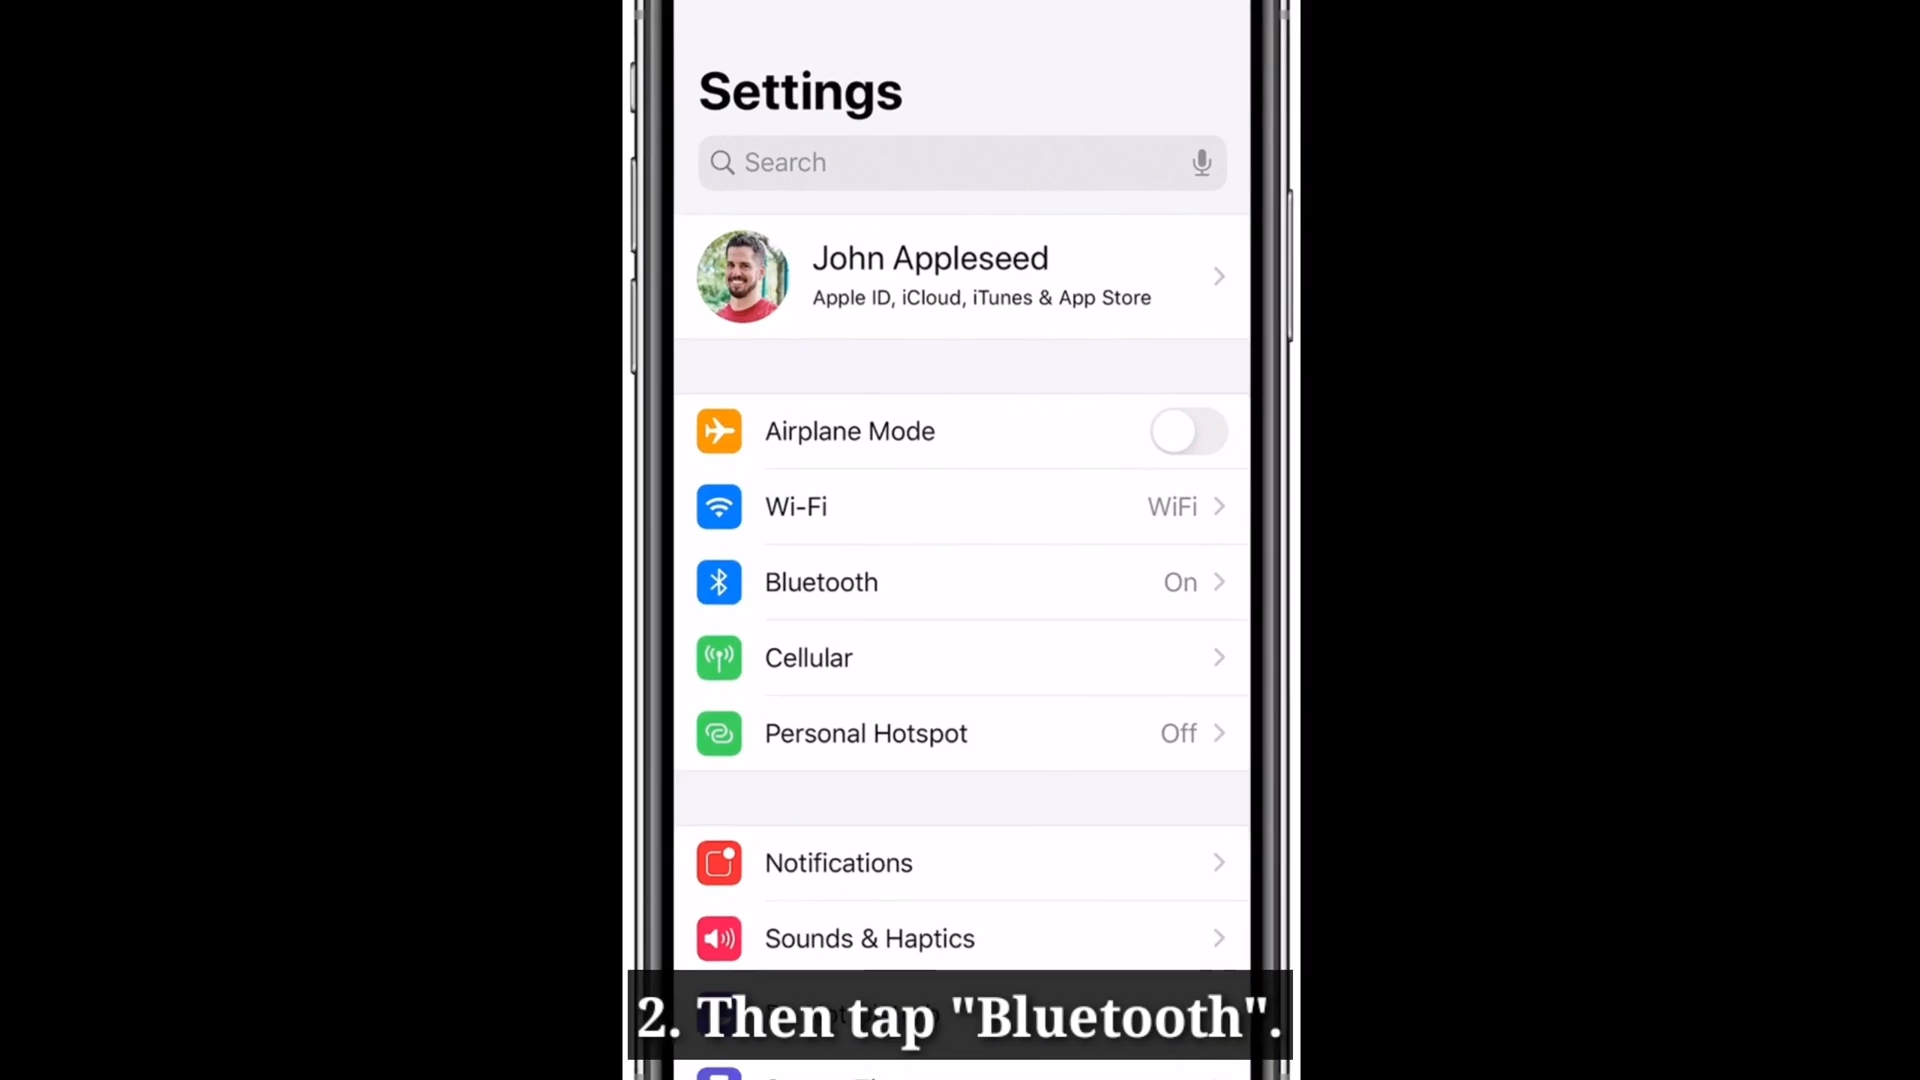 Settings
Search
John Appleseed
Apple ID, iCloud, iTunes & App Store
Airplane Mode
Wi-Fi WiFi
Bluetooth On
Cellular
Personal Hotspot Off
Notifications
Sounds & Haptics
2. Then tap "Bluetooth".